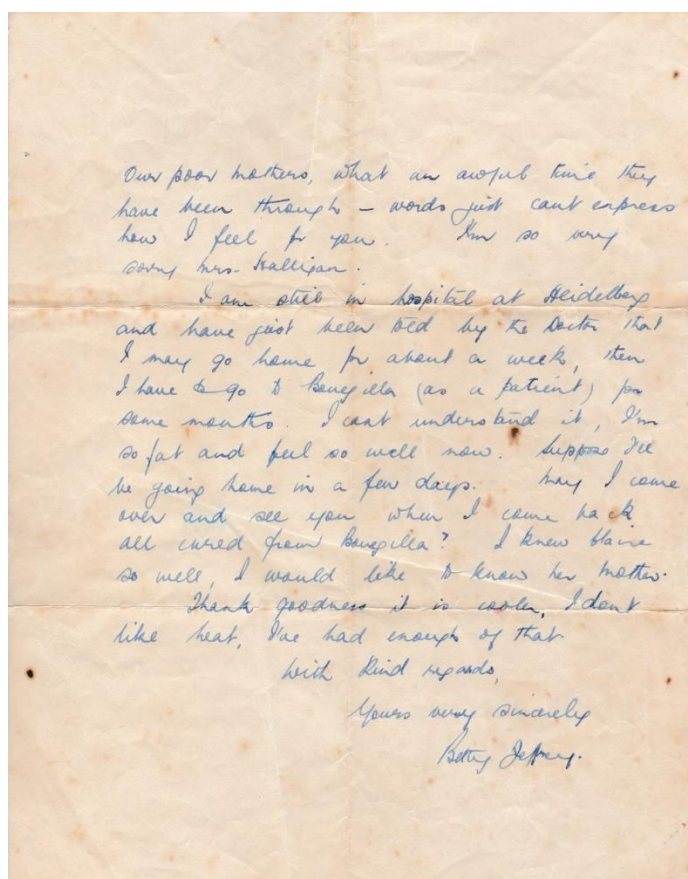 Our poor mothers, what an awful time they
have been through – words just cant express
how I feel for you. I'm so very
sorry Mrs. Halligan.
I am still in hospital at Heidelberg
and have just been told by the Doctor that
I may go home for about a week, then
I have to go to Bonegilla (as a patient) for
some months. I cant understand it, I'm
so fat and feel so well now. Suppose I'll
be going home in a few days. May I come
over and see you when I come back
all cured from Bonegilla? I knew
so well, I would like to know her mother.
Thank goodness it is cooler, I dont
like heat, I've had enough of that
With kind regards,
Yours very sincerely
Betty Jeffrey.